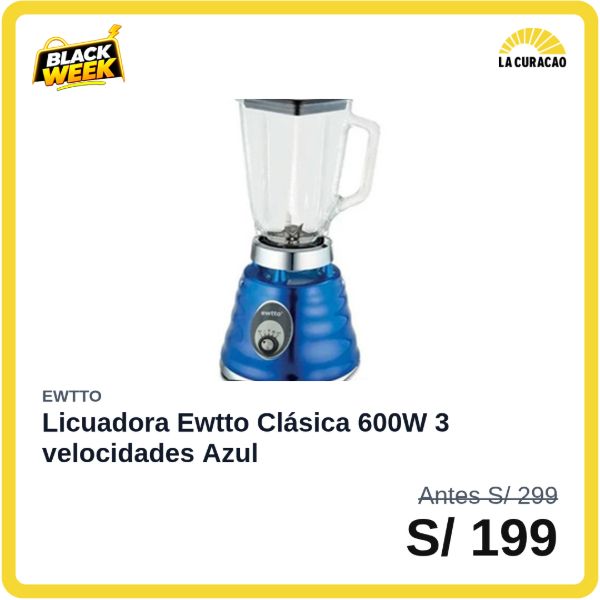 BLACK
WEEK
LA CURACAO
ewtto
EWTTO
Licuadora Ewtto Clásica 600W 3
velocidades Azul
Antes S/ 299
S/ 199